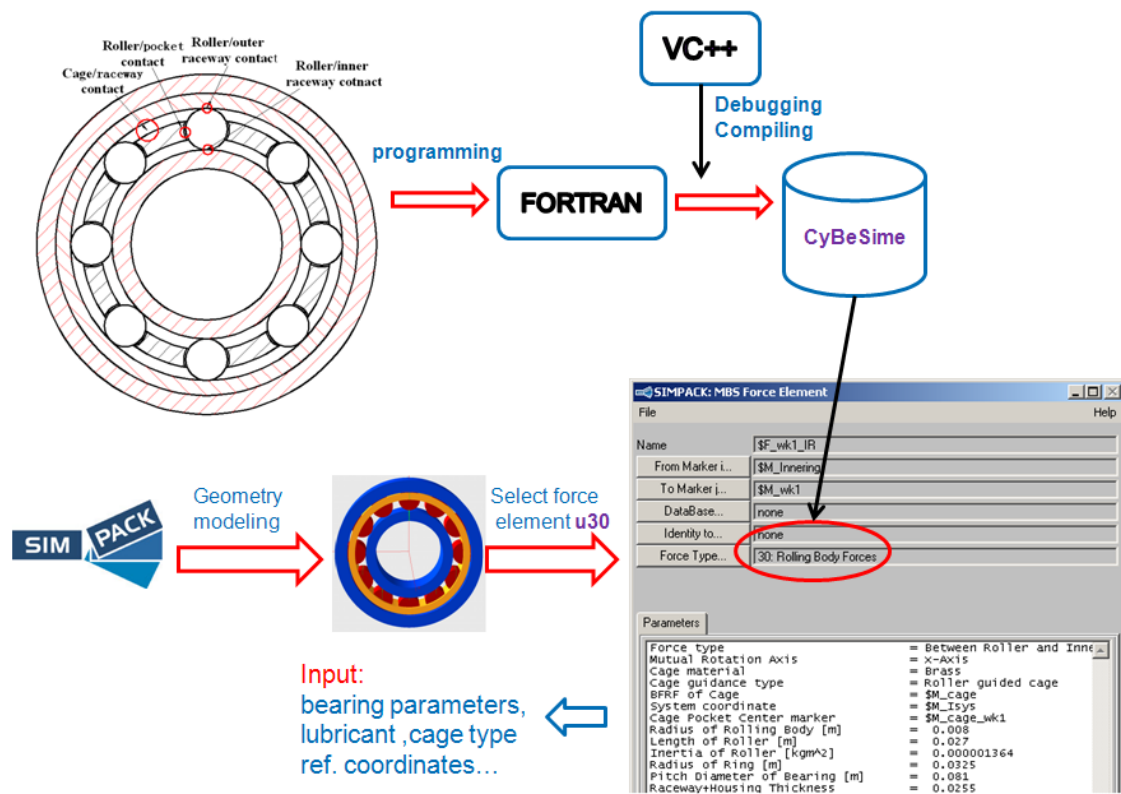 Roller/pocket
contact
Roller/outer
raceway contact
Roller/inner
raceway cotnact
Cage/raceway
contact
VC++
Debugging
Compiling
programming
FORTRAN
CyBeSime
SIMPACK: MBS Force Element
File Help
Name $F_wk1_IR
From Marker i... $M_Innering
To Marker j... $M_wk1
DataBase... none
Identity to... none
Force Type... 30: Rolling Body Forces
SIM PACK
Geometry
modeling
Select force
element u30
Parameters
Force type = Between Roller and Inne
Mutual Rotation Axis = x-Axis
Cage material = Brass
Cage guidance type = Roller guided cage
BFRF of Cage = $M_cage
System coordinate = $M_Isys
Cage Pocket Center marker = $M_cage_wk1
Radius of Rolling Body [m] = 0.008
Length of Roller [m] = 0.027
Inertia of Roller [kgm^2] = 0.000001364
Radius of Ring [m] = 0.0325
Pitch Diameter of Bearing [m] = 0.081
Raceway+Housing Thickness = 0.0255
Input:
bearing parameters,
lubricant ,cage type
ref. coordinates...